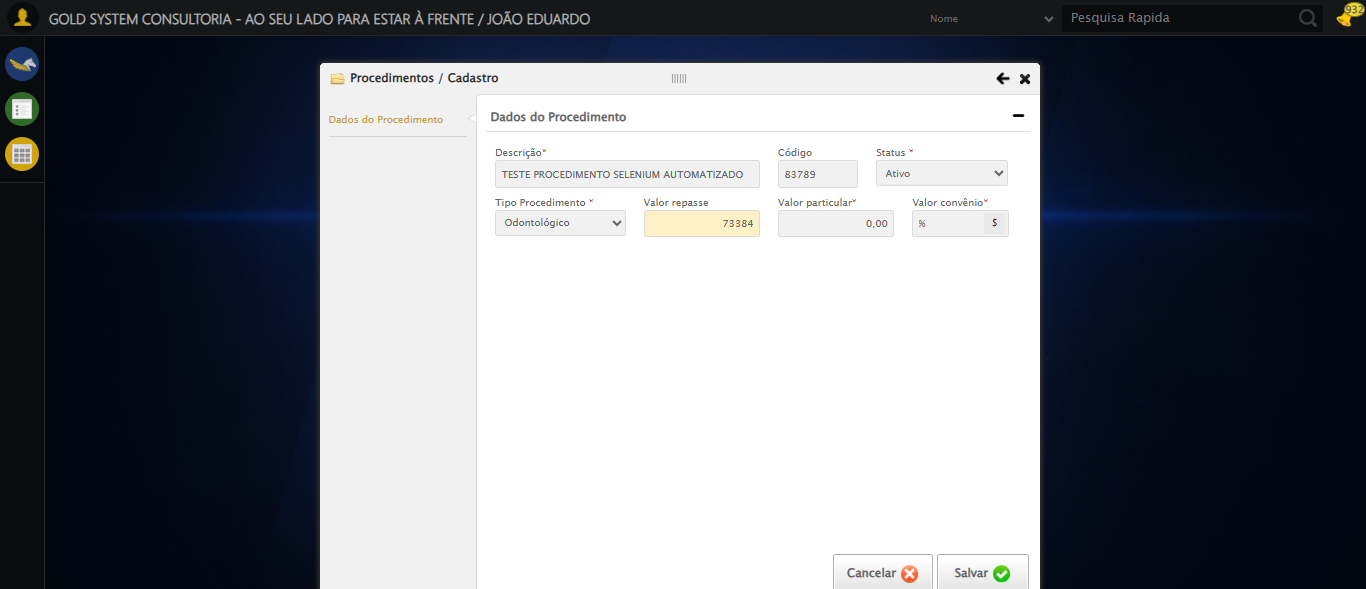 GOLD SYSTEM CONSULTORIA - AO SEU LADO PARA ESTAR À FRENTE / JOÃO EDUARDO
Nome
Pesquisa Rapida
932
Procedimentos / Cadastro
Dados do Procedimento
Dados do Procedimento
Descrição* Código Status *
TESTE PROCEDIMENTO SELENIUM AUTOMATIZADO 83789 Ativo
Tipo Procedimento * Valor repasse Valor particular* Valor convênio*
Odontológico 73384 0,00 % $
Cancelar Salvar